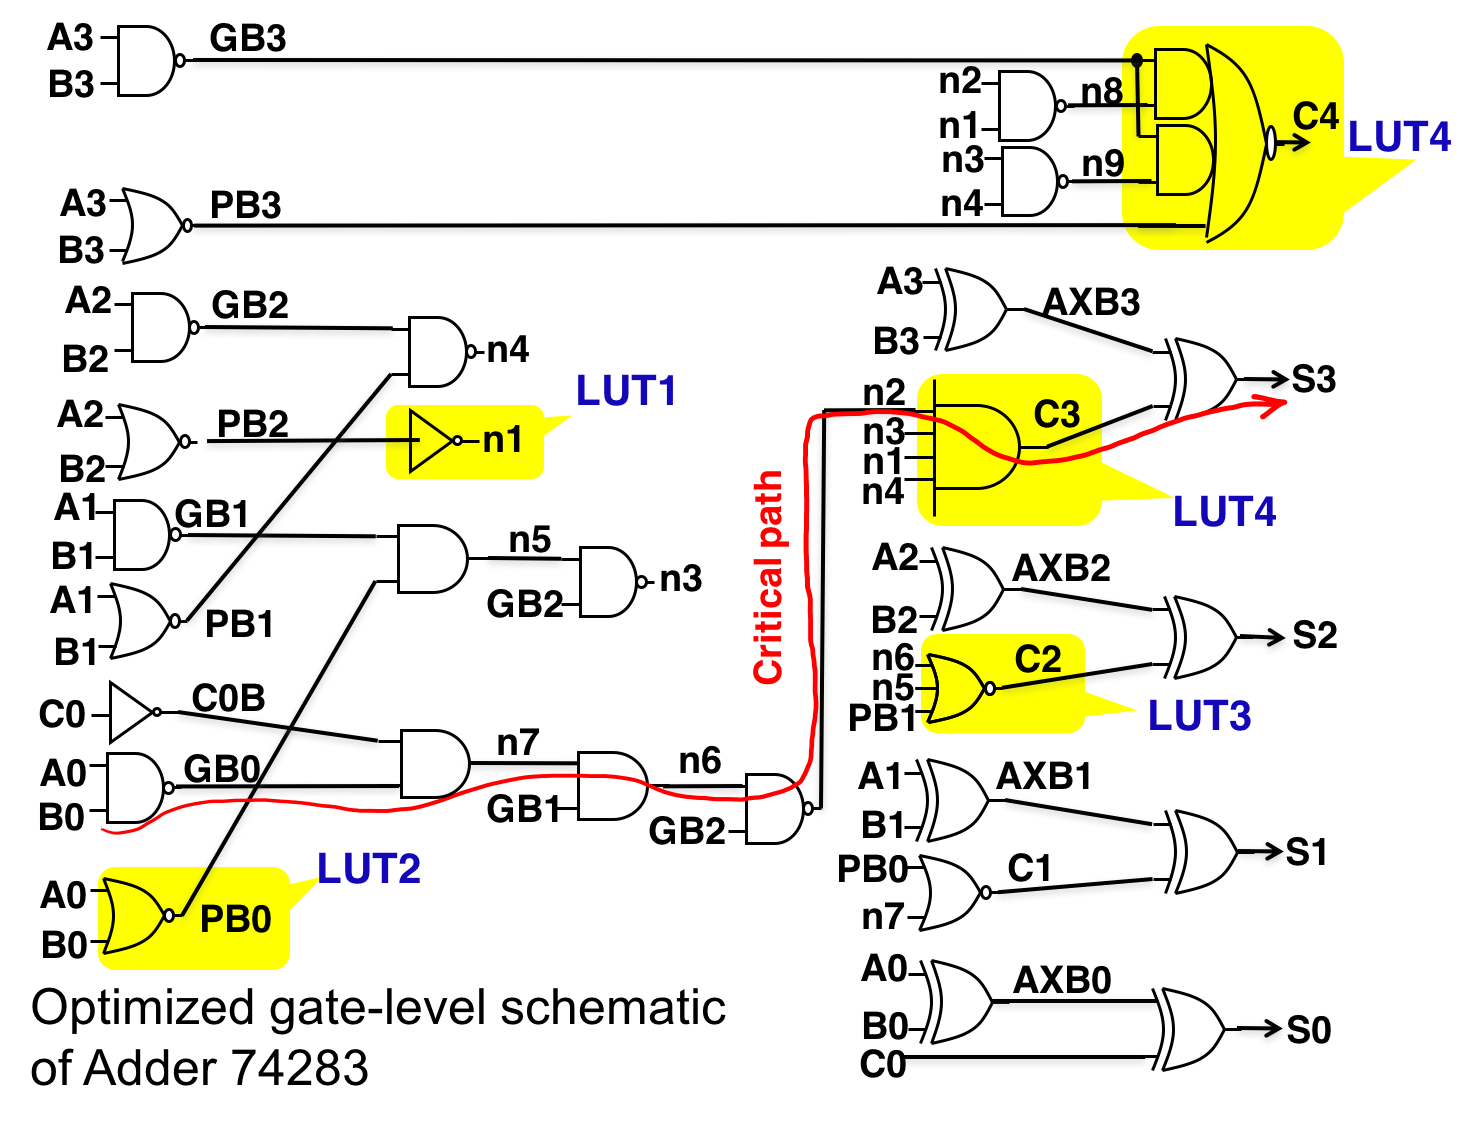 A3
B3
GB3
n2
n1
n8
n3
n4
n9
C4
LUT4
A3
B3
PB3
A2
B2
GB2
n4
LUT1
A2
B2
PB2
n1
A1
B1
GB1
n5
GB2
n3
A1
B1
PB1
C0
C0B
A0
B0
GB0
n7
GB1
n6
GB2
Critical path
LUT2
A0
B0
PB0
A3
B3
AXB3
S3
n2
n3
n1
n4
C3
LUT4
A2
B2
AXB2
S2
n6
n5
PB1
C2
LUT3
A1
B1
AXB1
S1
PB0
n7
C1
A0
B0
AXB0
C0
S0
Optimized gate-level schematic
of Adder 74283